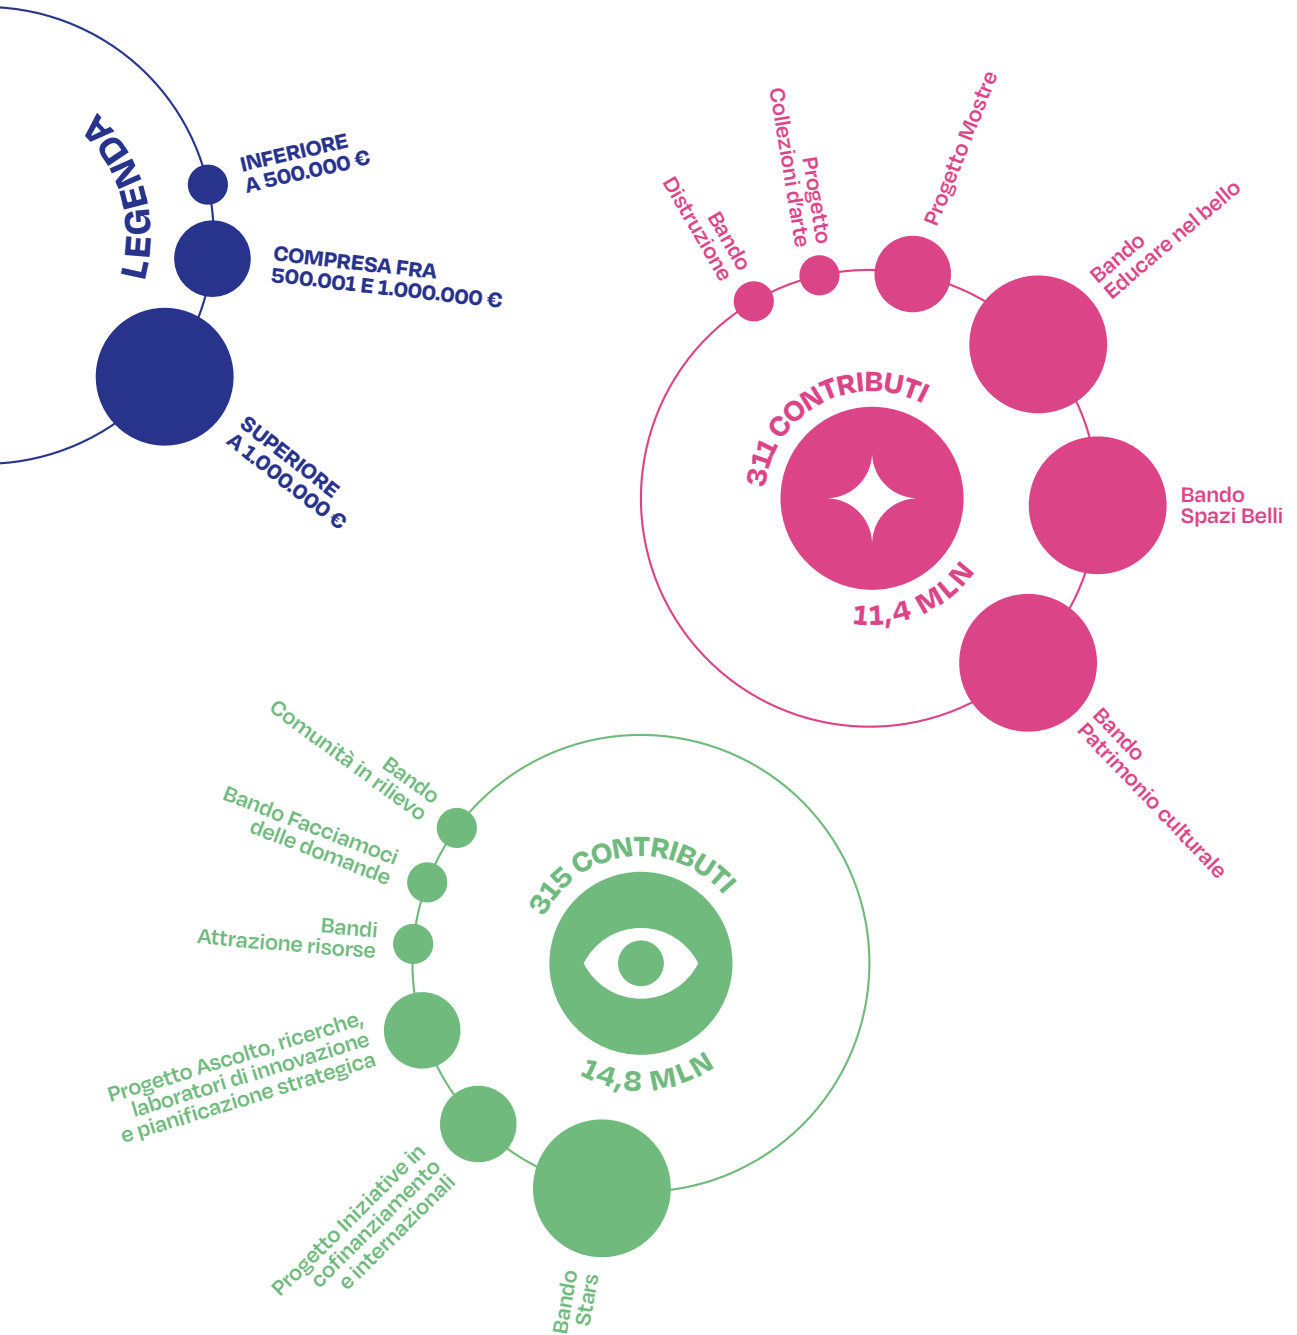 LEGENDA
INFERIORE
A 500.000 €
COMPRESA FRA
500.001 E 1.000.000 €
SUPERIORE
A 1.000.000 €
Bando
Distruzione
Progetto
Collezioni d'arte
Progetto Mostre
Bando
Educare nel bello
Bando
Spazi Belli
Bando
Patrimonio culturale
311 CONTRIBUTI
11,4 MLN
Bando
Comunità in rilievo
Bando Facciamoci
delle domande
Bandi
Attrazione risorse
Progetto Ascolto, ricerche,
laboratori di innovazione
e pianificazione strategica
Progetto Iniziative in
cofinanziamento
e internazionali
Bando
Stars
315 CONTRIBUTI
14,8 MLN